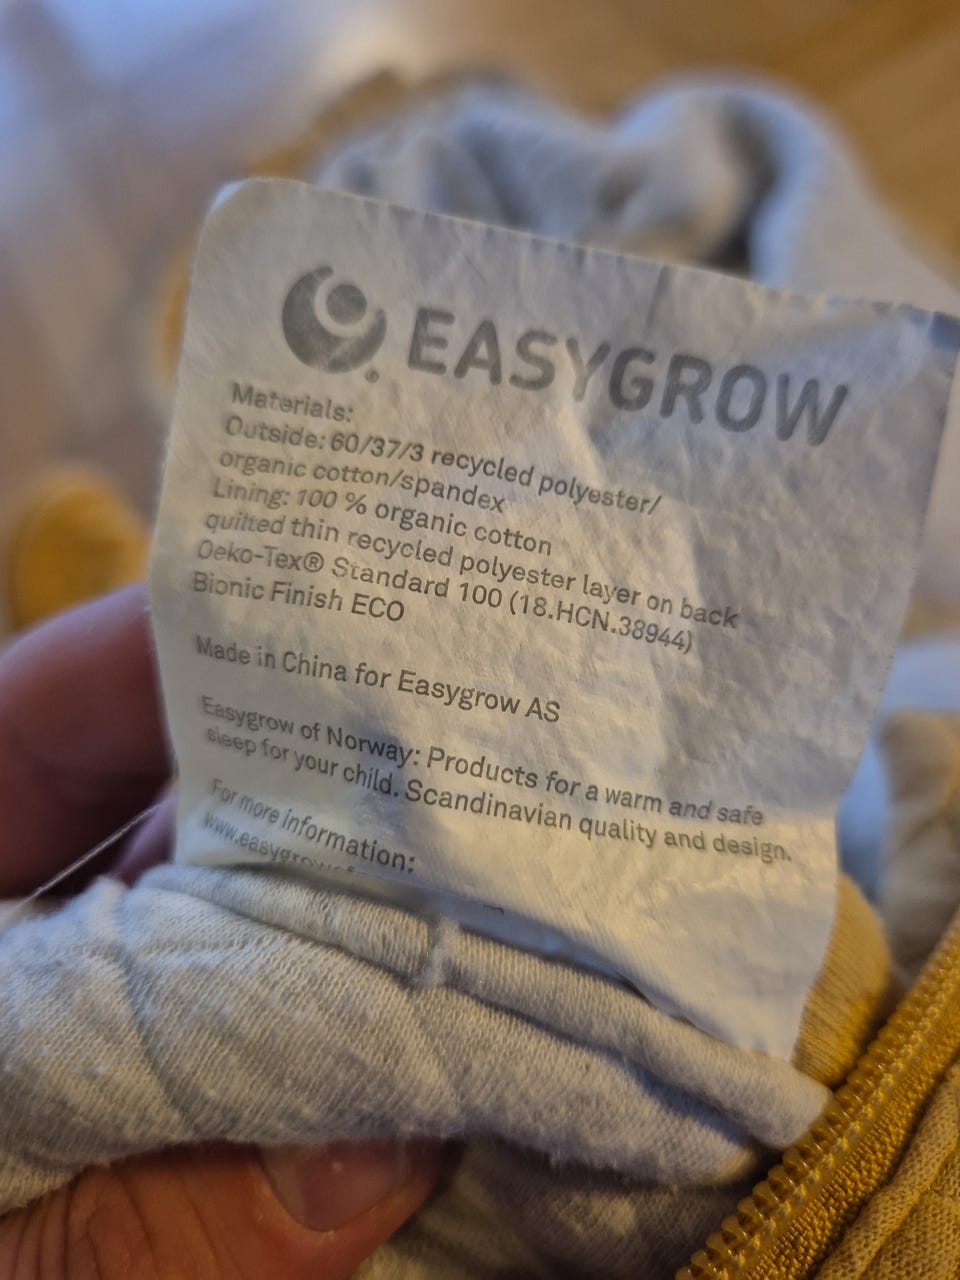 EASYGROW
Materials:
Outside: 60/37/3 recycled polyester/
organic cotton/spandex
Lining: 100 % organic cotton
quilted thin recycled polyester layer on back
Oeko-Tex® Standard 100 (18.HCN.38944)
Bionic Finish ECO
Made in China for Easygrow AS
Easygrow of Norway: Products for a warm and safe
sleep for your child. Scandinavian quality and design.
For more information: